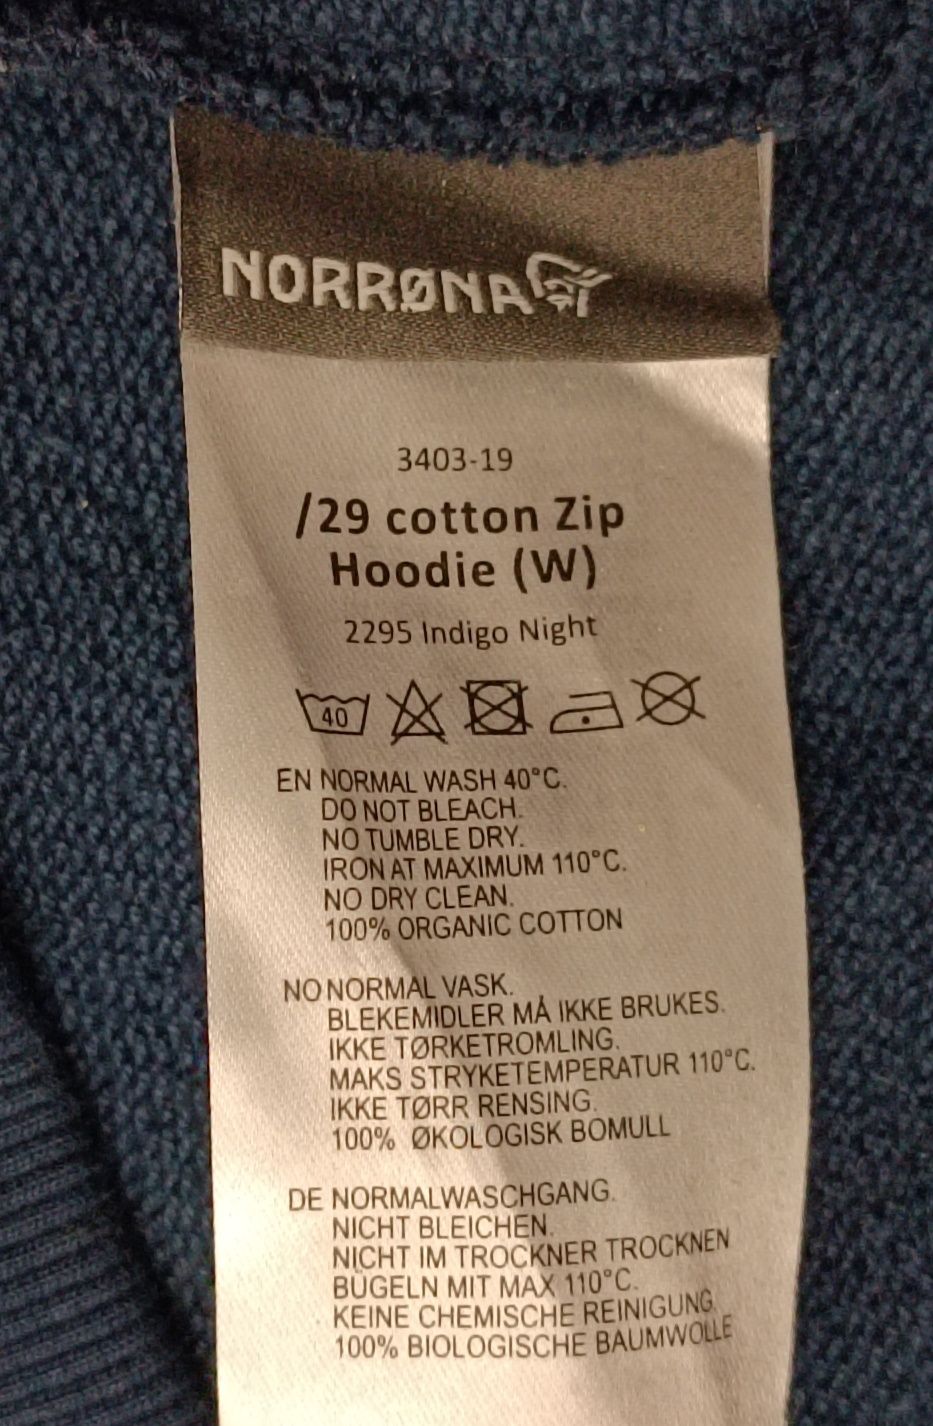 NORRØNA
3403-19
/29 cotton Zip
Hoodie (W)
2295 Indigo Night
40
EN NORMAL WASH 40°C.
DO NOT BLEACH.
NO TUMBLE DRY.
IRON AT MAXIMUM 110°C.
NO DRY CLEAN.
100% ORGANIC COTTON
NO NORMAL VASK.
BLEKEMIDLER MÅ IKKE BRUKES.
IKKE TØRKETROMLING.
MAKS STRYKETEMPERATUR 110°C.
IKKE TØRR RENSING.
100% ØKOLOGISK BOMULL
DE NORMALWASCHGANG.
NICHT BLEICHEN.
NICHT IM TROCKNER TROCKNEN
BÜGELN MIT MAX 110°C.
KEINE CHEMISCHE REINIGUNG.
100% BIOLOGISCHE BAUMWOLLE